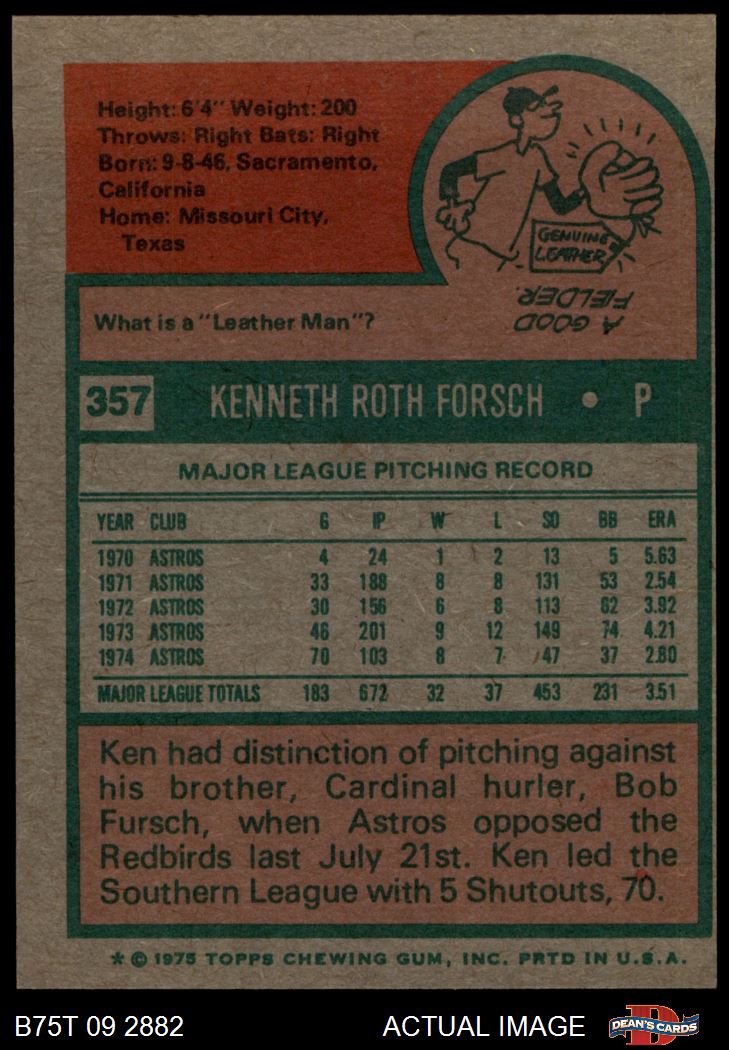 Height: 6'4" Weight: 200
Throws: Right Bats: Right
Born: 9-8-46, Sacramento,
California
Home: Missouri City,
Texas
GENUINE
LEATHER
What is a "Leather Man"?
A GOOD
FIELDER.
357 KENNETH ROTH FORSCH • P
MAJOR LEAGUE PITCHING RECORD
YEAR CLUB G IP W L SO BB ERA
1970 ASTROS 4 24 1 2 13 5 5.63
1971 ASTROS 33 188 8 8 131 53 2.54
1972 ASTROS 30 156 6 8 113 62 3.92
1973 ASTROS 46 201 9 12 149 74 4.21
1974 ASTROS 70 103 8 7 47 37 2.80
MAJOR LEAGUE TOTALS 183 672 32 37 453 231 3.51
Ken had distinction of pitching against
his brother, Cardinal hurler, Bob
Fursch, when Astros opposed the
Redbirds last July 21st. Ken led the
Southern League with 5 Shutouts, 70.
* © 1975 TOPPS CHEWING GUM, INC. PRTD IN U.S.A.
B75T 09 2882 ACTUAL IMAGE DEAN'S CARDS